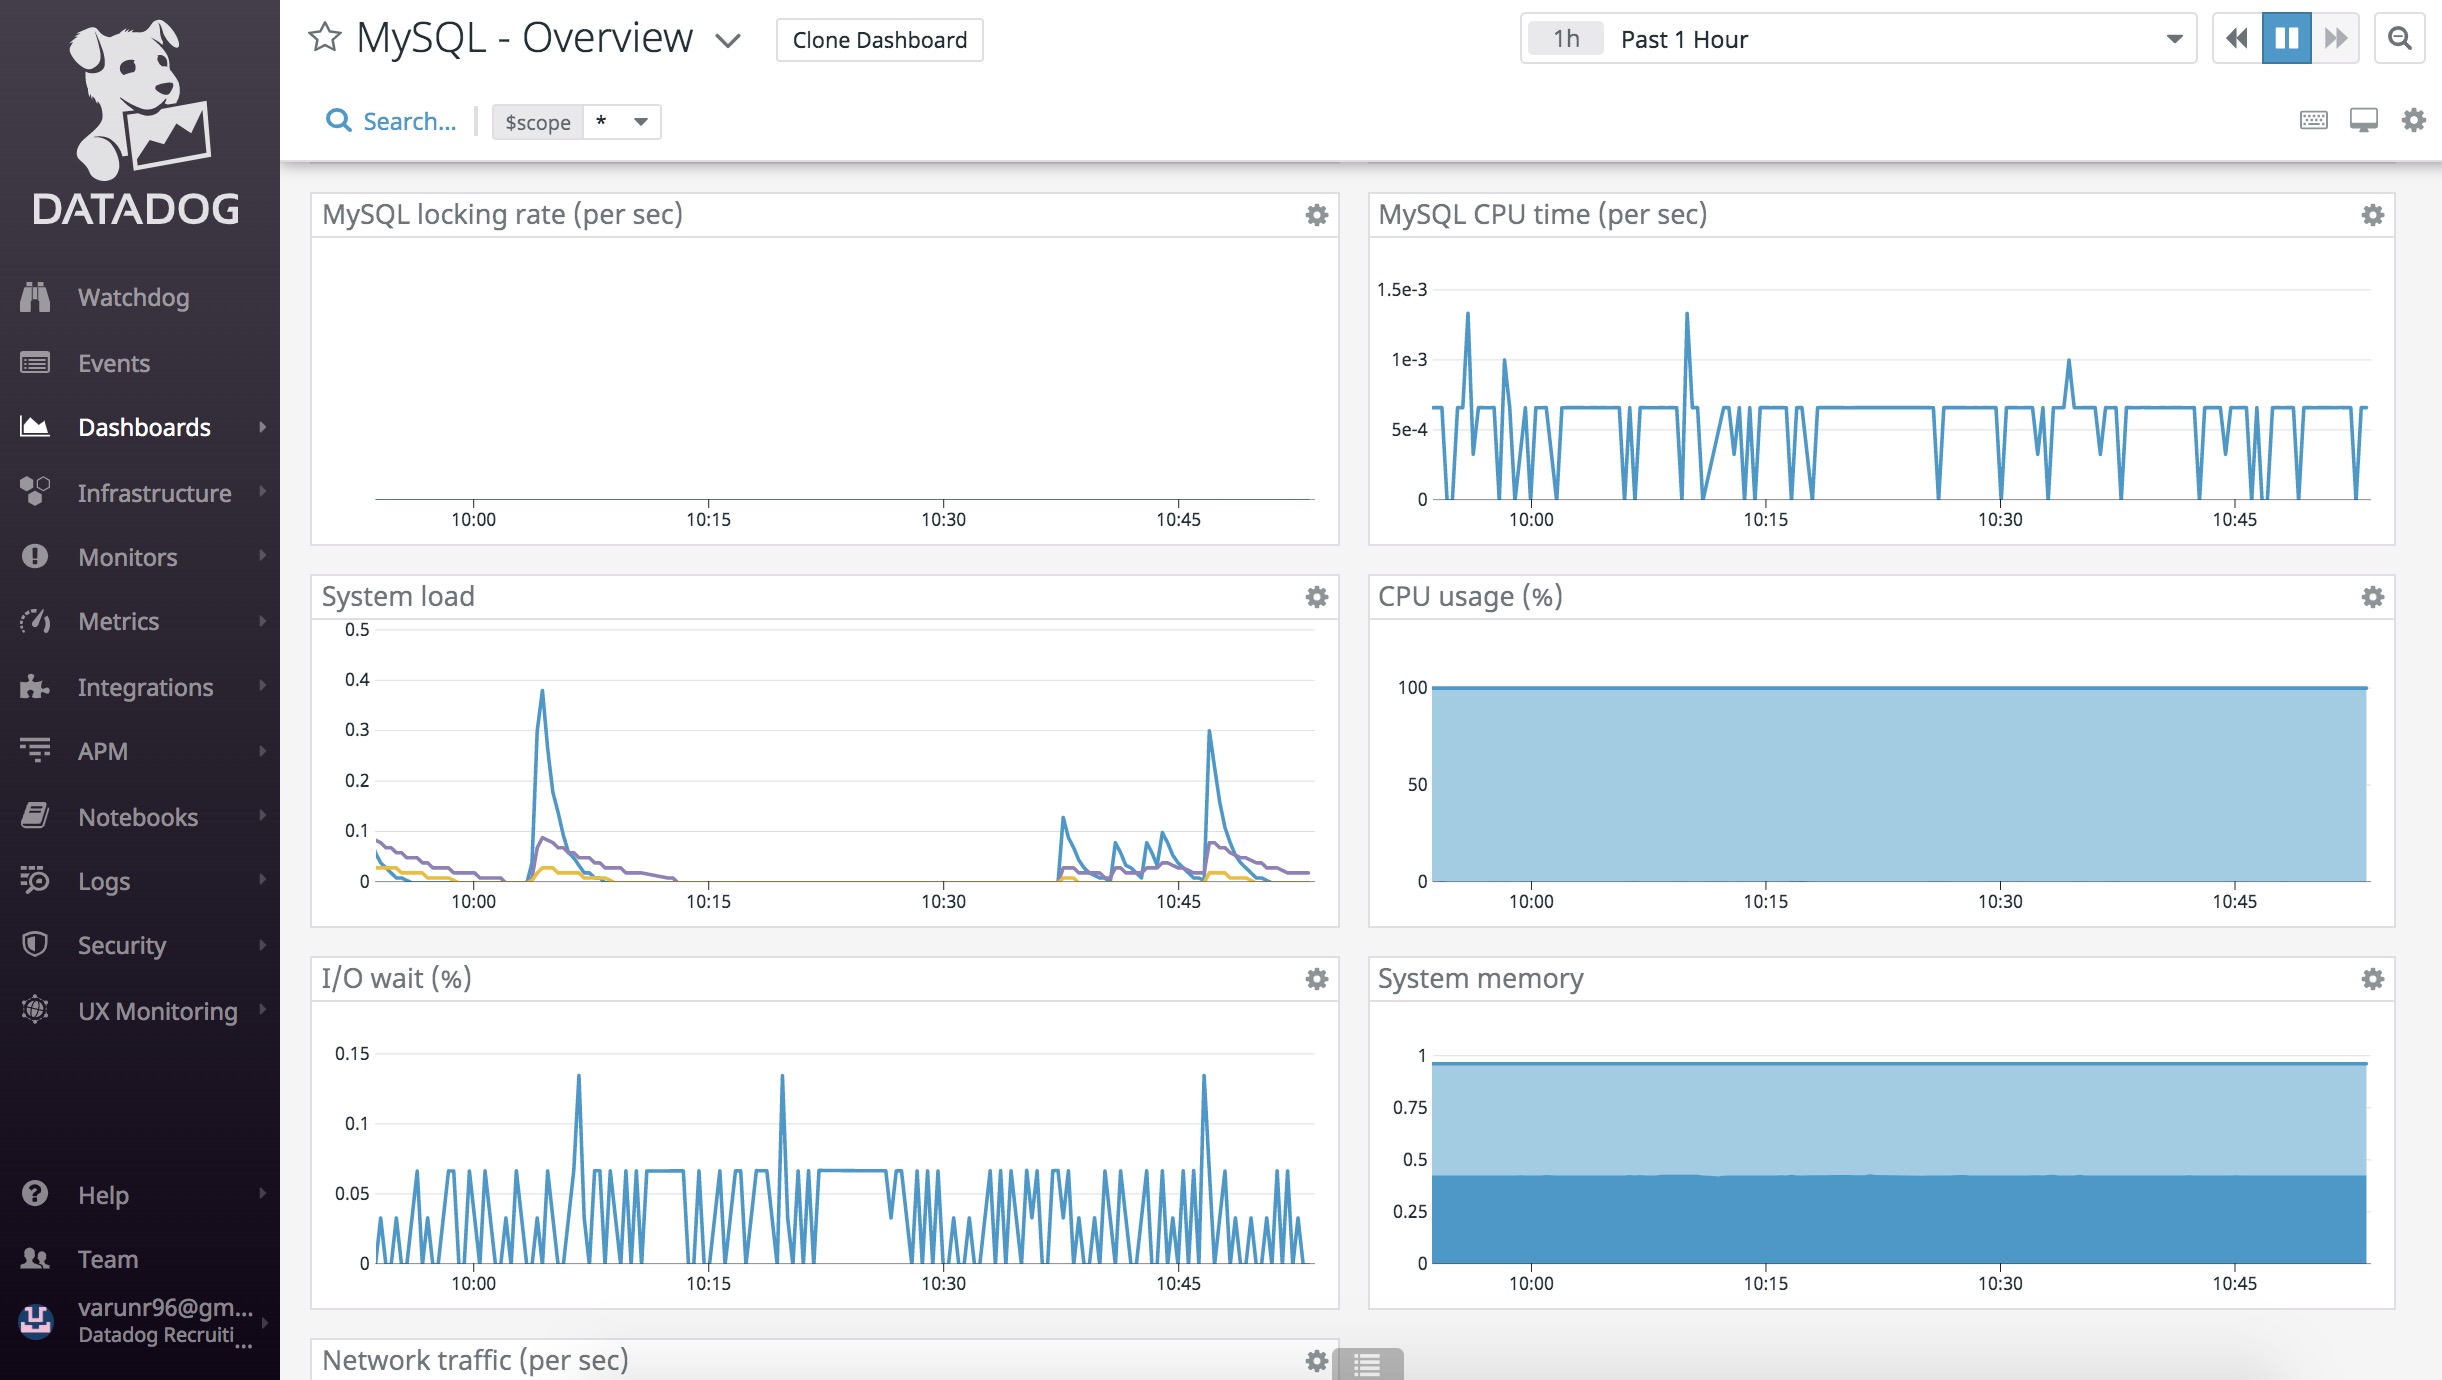 DATADOG
Watchdog
Events
Dashboards
Infrastructure
Monitors
Metrics
Integrations
APM
Notebooks
Logs
Security
UX Monitoring
Help
Team
varunr96@gm...
Datadog Recruiti...
MySQL - Overview
Clone Dashboard
1h Past 1 Hour
Search...
$scope *
MySQL locking rate (per sec)
10:00 10:15 10:30 10:45
MySQL CPU time (per sec)
1.5e-3
1e-3
5e-4
0
10:00 10:15 10:30 10:45
System load
0.5
0.4
0.3
0.2
0.1
0
10:00 10:15 10:30 10:45
CPU usage (%)
100
50
0
10:00 10:15 10:30 10:45
I/O wait (%)
0.15
0.1
0.05
0
10:00 10:15 10:30 10:45
System memory
1
0.75
0.5
0.25
0
10:00 10:15 10:30 10:45
Network traffic (per sec)